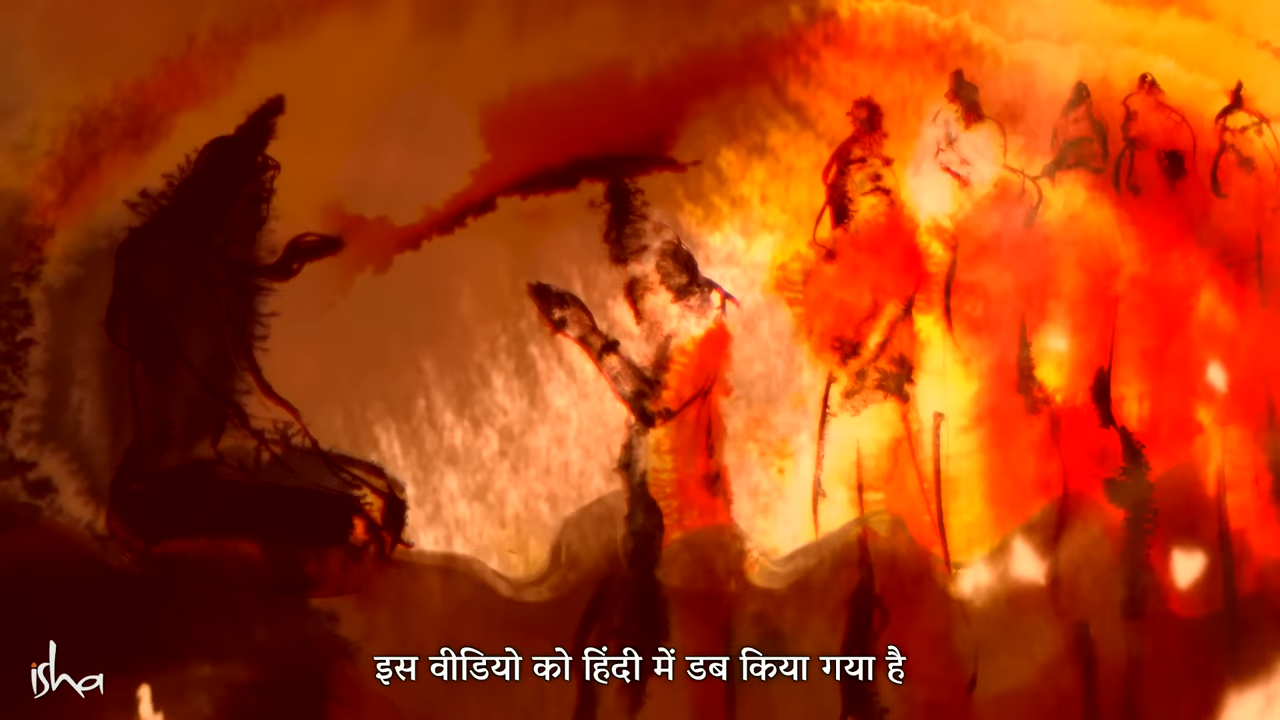 इस वीडियो को हिंदी में डब किया गया है
isha